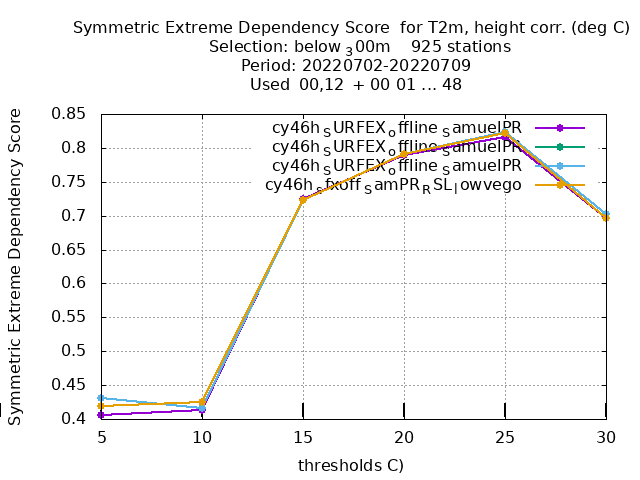 Symmetric Extreme Dependency Score for T2m, height corr. (deg C)
Selection: below 300m 925 stations
Period: 20220702-20220709
Used 00,12 + 00 01 ... 48
Symmetric Extreme Dependency Score
0.85
0.8
0.75
0.7
0.65
0.6
0.55
0.5
0.45
0.4
cy46h_SURFEX_offline_SamuelPR
cy46h_SURFEX_offline_SamuelPR
cy46h_SURFEX_offline_SamuelPR
cy46h_sfxoff_SamPR_RSL_lowvego
5 10 15 20 25 30
thresholds C)